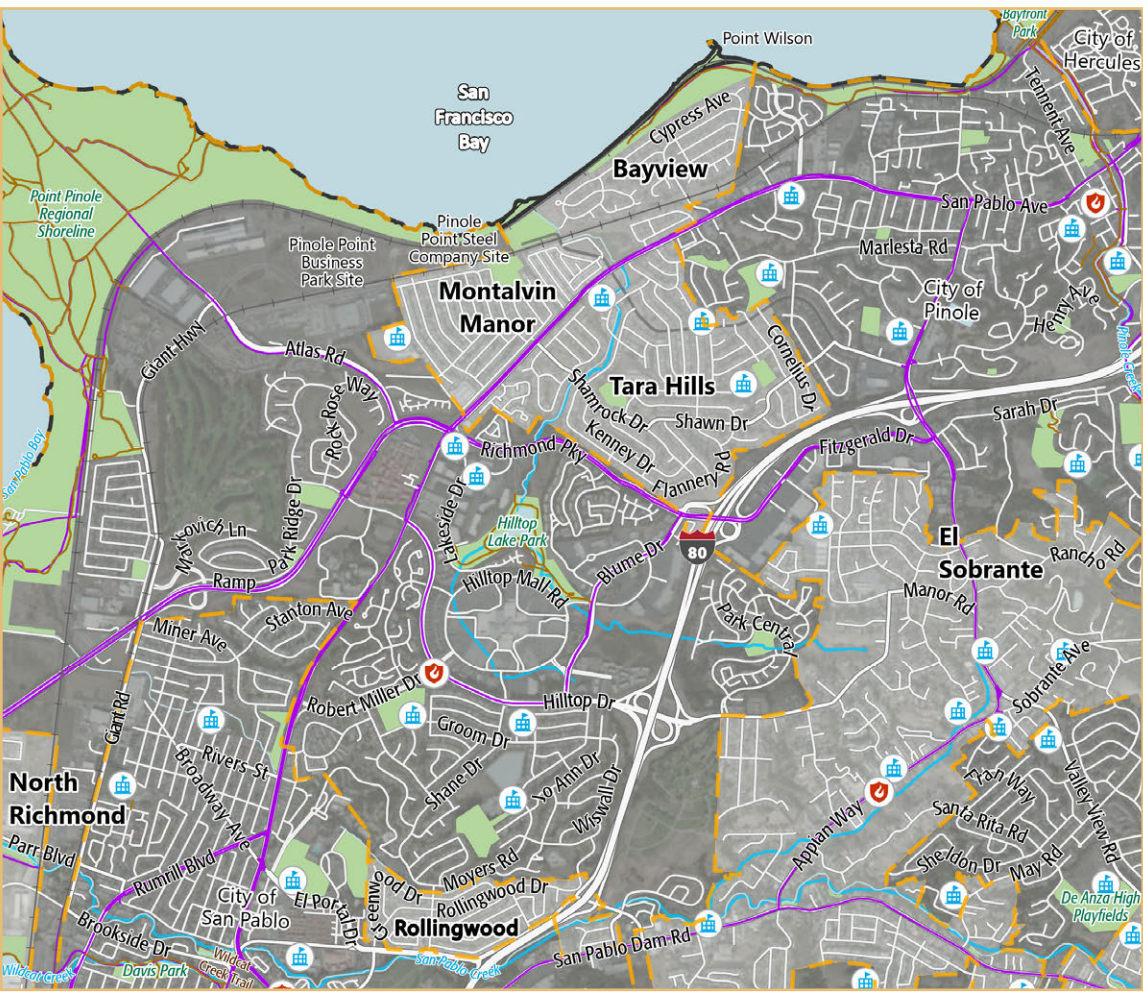 Bayfront
Park
City of
Hercules
Point Wilson
San
Francisco
Bay
Tennent Ave
Cypress Ave
Bayview
Point Pinole
Regional
Shoreline
San Pablo Ave
Pinole
Point Steel
Company Site
Pinole Point
Business
Park Site
Marlesta Rd
Montalvin
Manor
City of
Pinole
Henry Ave
Pinole Creek
Giant Hwy
Atlas Rd
Cornelius Dr
Tara Hills
Shamrock Dr
Shawn Dr
Kenney Dr
Rock Rose
Way
Sarah Dr
Fitzgerald Dr
Richmond Pky
Flannery Rd
San Pablo Bay
Lakeside Dr
Park Ridge Dr
Markovich Ln
Hilltop
Lake Park
80
El
Sobrante
Rancho Rd
Blume Dr
Ramp
Hilltop Mall Rd
Manor Rd
Stanton Ave
Miner Ave
Park Central
Sobrante Ave
Robert Miller Dr
Hilltop Dr
Giant Rd
Groom Dr
Rivers St
Broadway Ave
Shane Dr
Jo Ann Dr
Wiswall Dr
North
Richmond
Fran Way
Valley View Rd
Santa Rita Rd
Appian Way
Parr Blvd
Rumrill Blvd
Moyers Rd
Sheldon Dr
May Rd
City of
San Pablo
El Portal Dr
Greenwood Dr
Rollingwood Dr
Rollingwood
De Anza High
Playfields
Brookside Dr
San Pablo Dam Rd
Wildcat Creek
Davis Park
Wildcat
Creek Trail
San Pablo Creek